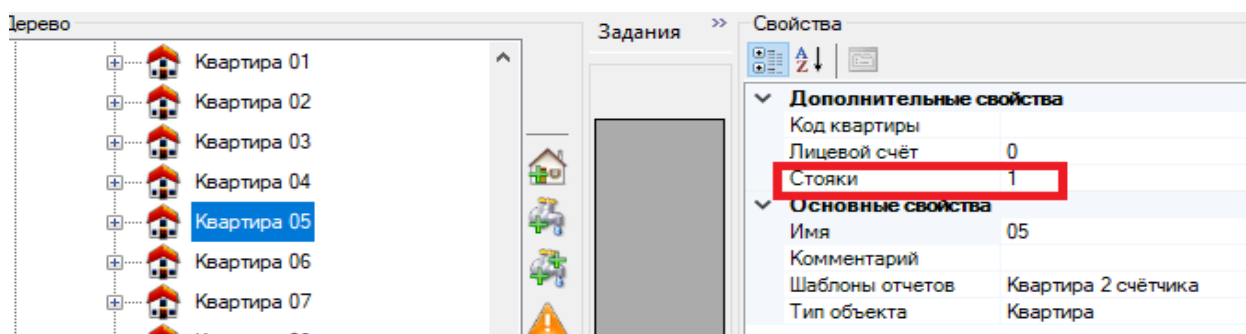 Дерево
Квартира 01
Квартира 02
Квартира 03
Квартира 04
Квартира 05
Квартира 06
Квартира 07
Задания
Свойства
Дополнительные свойства
Код квартиры
Лицевой счёт 0
Стояки 1
Основные свойства
Имя 05
Комментарий
Шаблоны отчетов Квартира 2 счётчика
Тип объекта Квартира